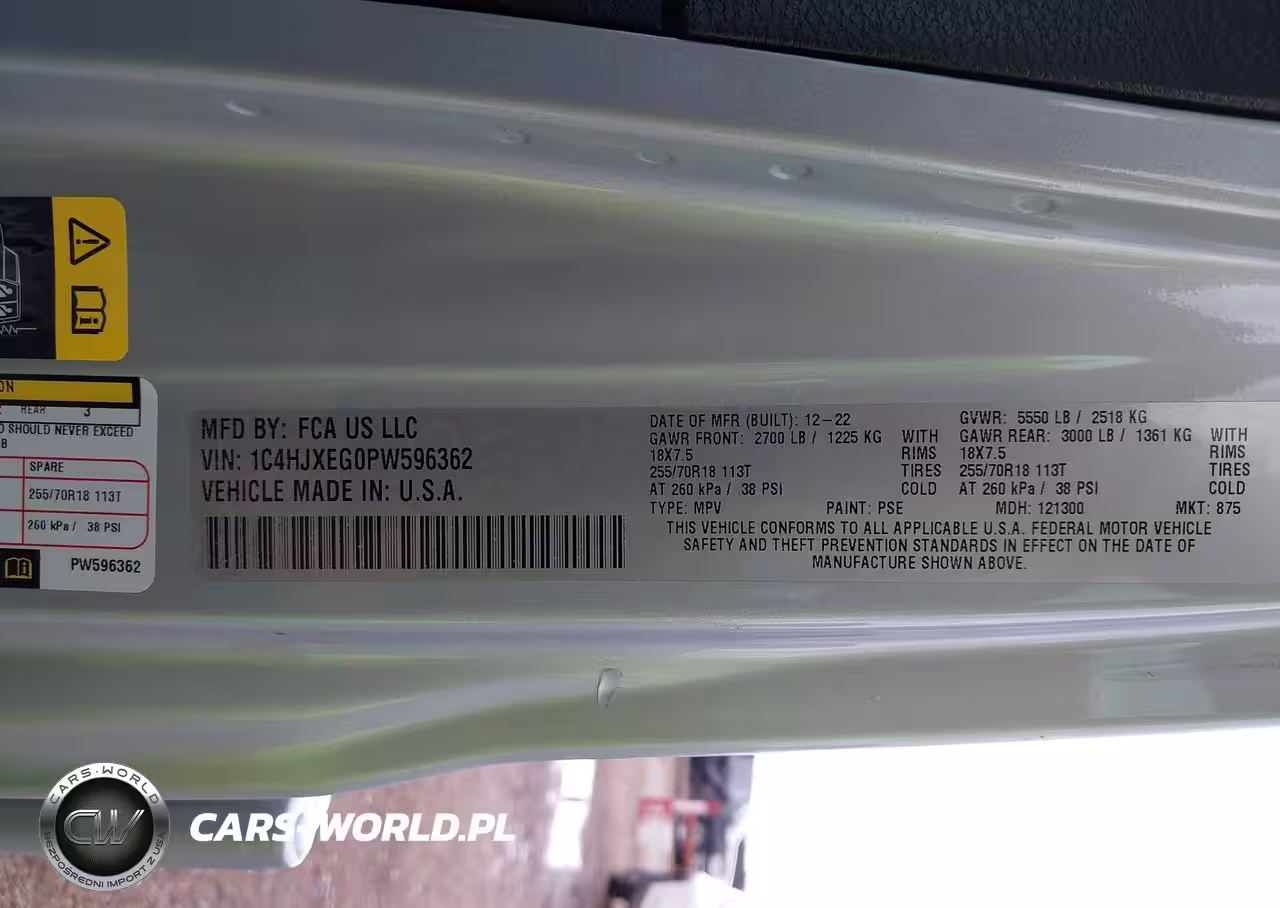 ON
REAR 3
D SHOULD NEVER EXCEED
B
SPARE
255/70R18 113T
260 kPa / 38 PSI
PW596362
MFD BY: FCA US LLC
VIN: 1C4HJXEG0PW596362
VEHICLE MADE IN: U.S.A.
DATE OF MFR (BUILT): 12-22 GVWR: 5550 LB / 2518 KG
GAWR FRONT: 2700 LB / 1225 KG WITH GAWR REAR: 3000 LB / 1361 KG WITH
18X7.5 RIMS 18X7.5 RIMS
255/70R18 113T TIRES 255/70R18 113T TIRES
AT 260 kPa / 38 PSI COLD AT 260 kPa / 38 PSI COLD
TYPE: MPV PAINT: PSE MDH: 121300 MKT: 875
THIS VEHICLE CONFORMS TO ALL APPLICABLE U.S.A. FEDERAL MOTOR VEHICLE
SAFETY AND THEFT PREVENTION STANDARDS IN EFFECT ON THE DATE OF
MANUFACTURE SHOWN ABOVE.
CARS-WORLD
CW
BEZPOŚREDNI IMPORT Z USA
CARS-WORLD.PL